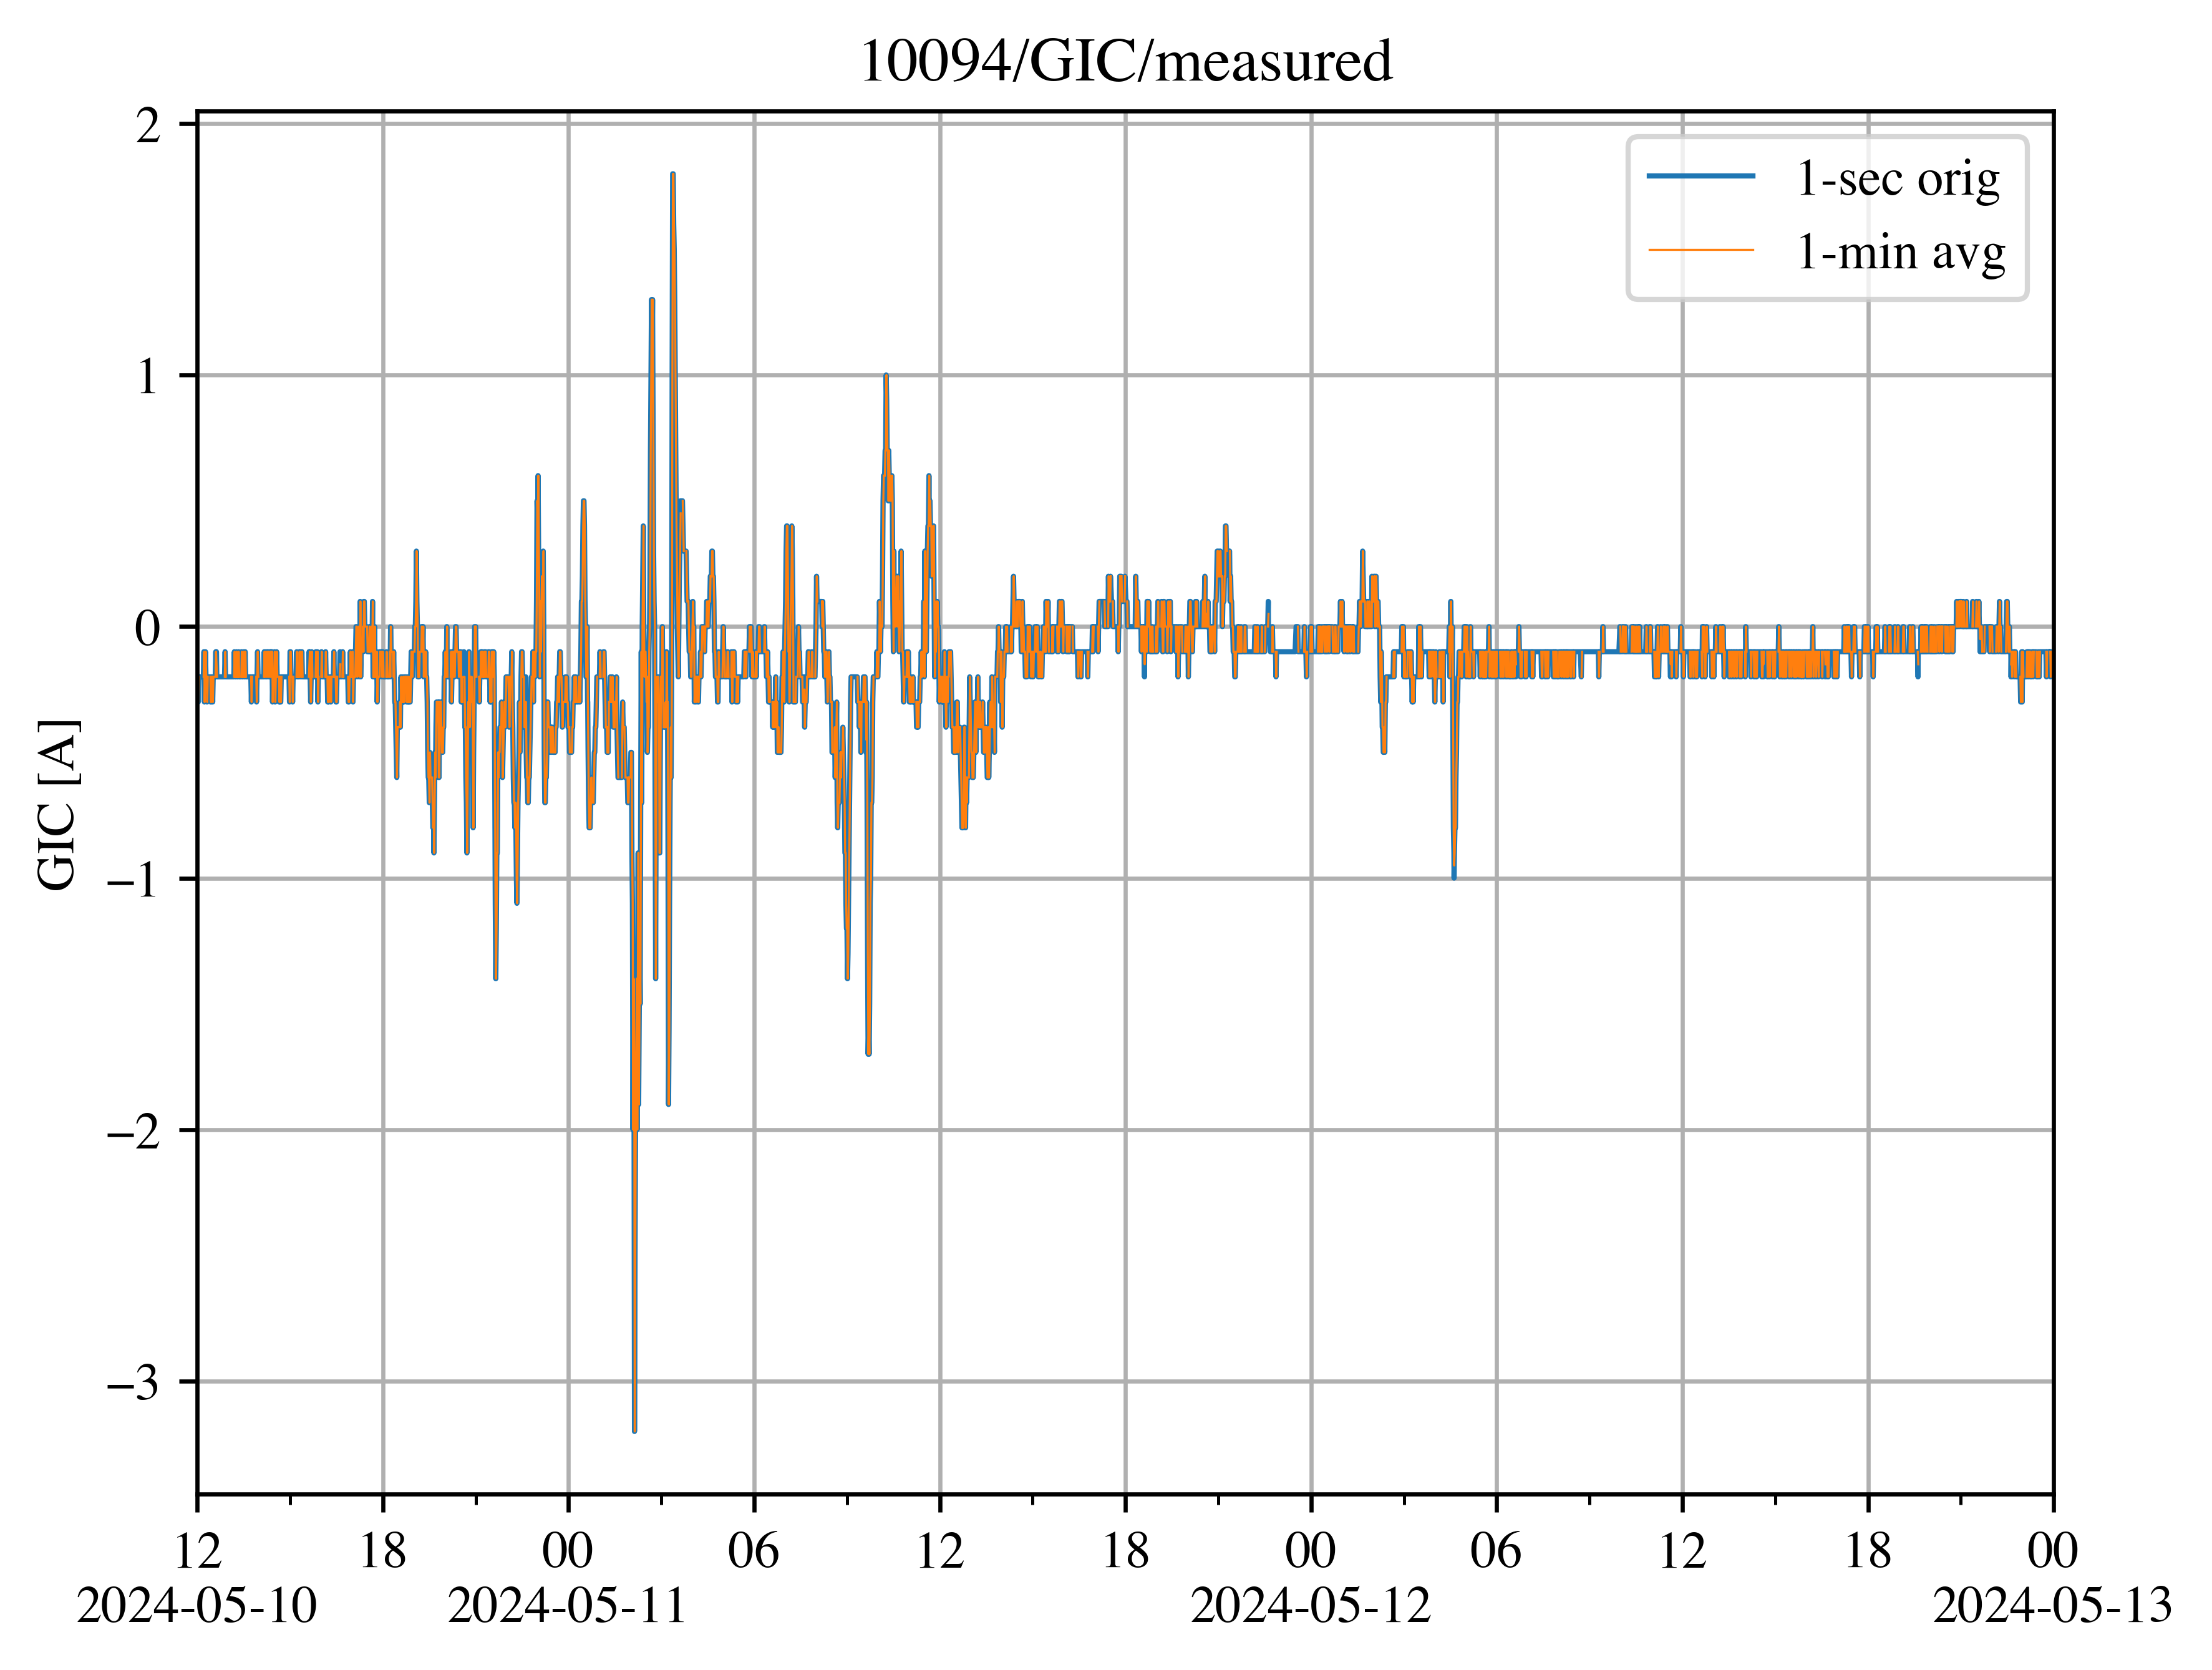 10094/GIC/measured
1-sec orig
1-min avg
GIC [A]
2
1
0
−1
−2
−3
12 18 00 06 12 18 00 06 12 18 00
2024-05-10 2024-05-11 2024-05-12 2024-05-13